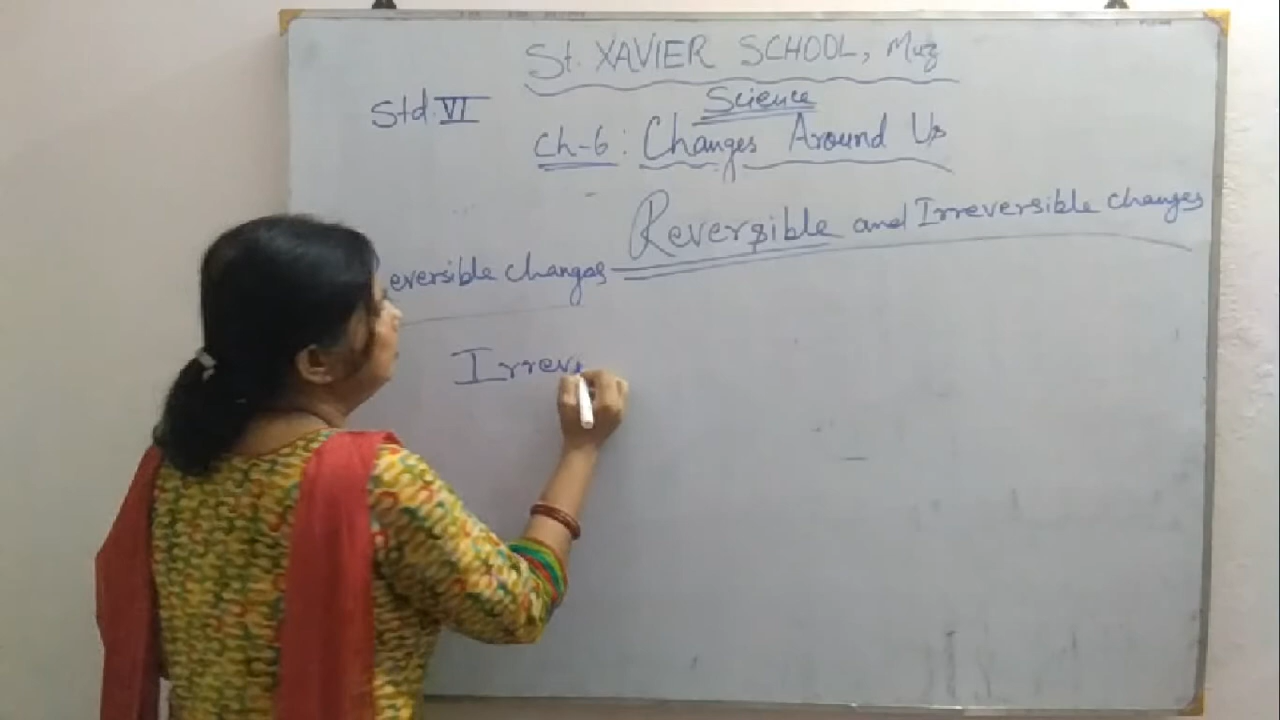 St. XAVIER SCHOOL, Muz
Science
Std. VI
Ch-6: Changes Around Us
Reversible and Irreversible changes
eversible changes
Irrev